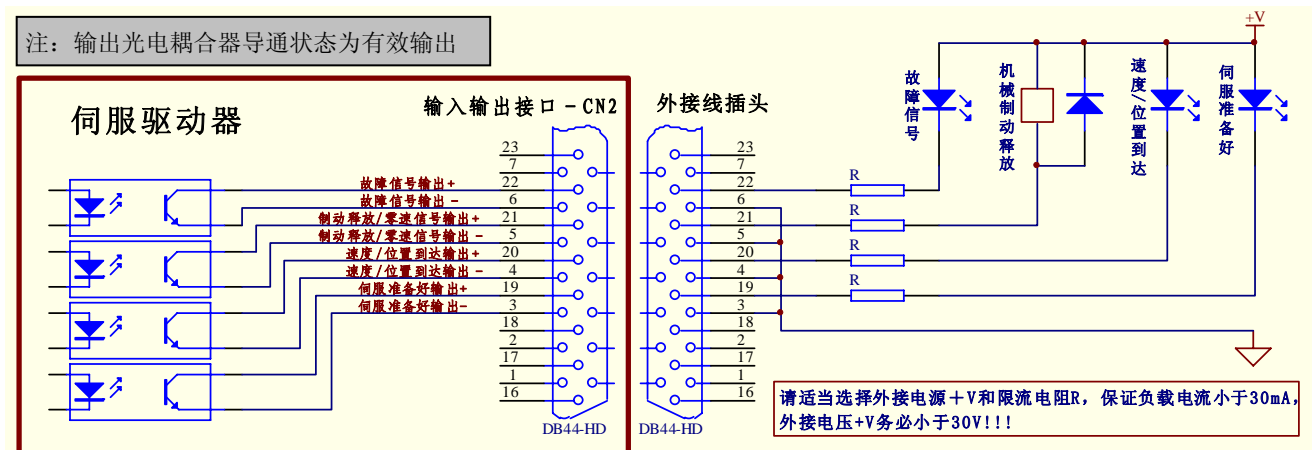 注：输出光电耦合器导通状态为有效输出
伺服驱动器
输入输出接口－CN2
外接线插头
+V
故障信号
机械制动释放
速度/位置到达
伺服准备好
23
7
22
6
21
5
20
4
19
3
18
2
17
1
16
故障信号输出+
故障信号输出 -
制动释放/零速信号输出+
制动释放/零速信号输出 -
速度/位置到达输出+
速度/位置到达输出 -
伺服准备好输出+
伺服准备好输出-
DB44-HD
23
7
22
6
21
5
20
4
19
3
18
2
17
1
16
DB44-HD
R
R
R
R
请适当选择外接电源＋V和限流电阻R，保证负载电流小于30mA，
外接电压+V务必小于30V!!!